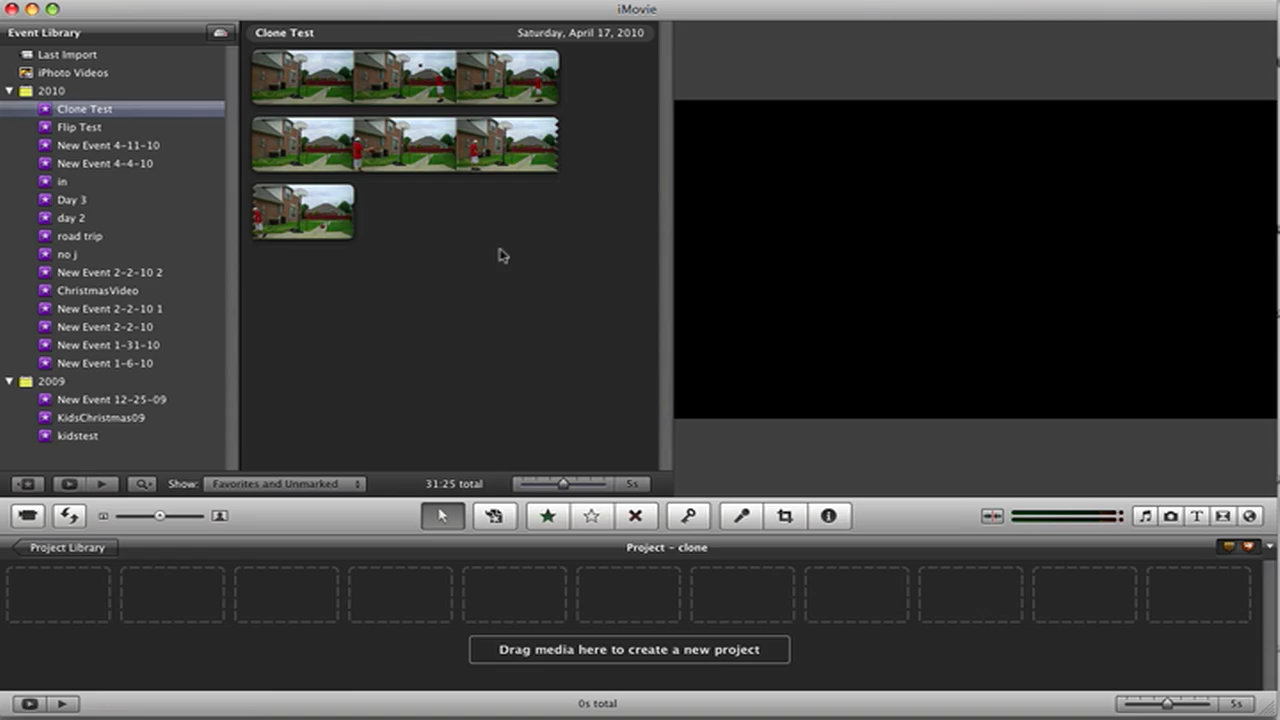 iMovie
Event Library
Clone Test
Saturday, April 17, 2010
Last Import
iPhoto Videos
2010
Clone Test
Flip Test
New Event 4-11-10
New Event 4-4-10
in
Day 3
day 2
road trip
no j
New Event 2-2-10 2
ChristmasVideo
New Event 2-2-10 1
New Event 2-2-10
New Event 1-31-10
New Event 1-6-10
2009
New Event 12-25-09
KidsChristmas09
kidstest
Show: Favorites and Unmarked
31:25 total
5s
Project Library
Project - clone
Drag media here to create a new project
0s total
5s